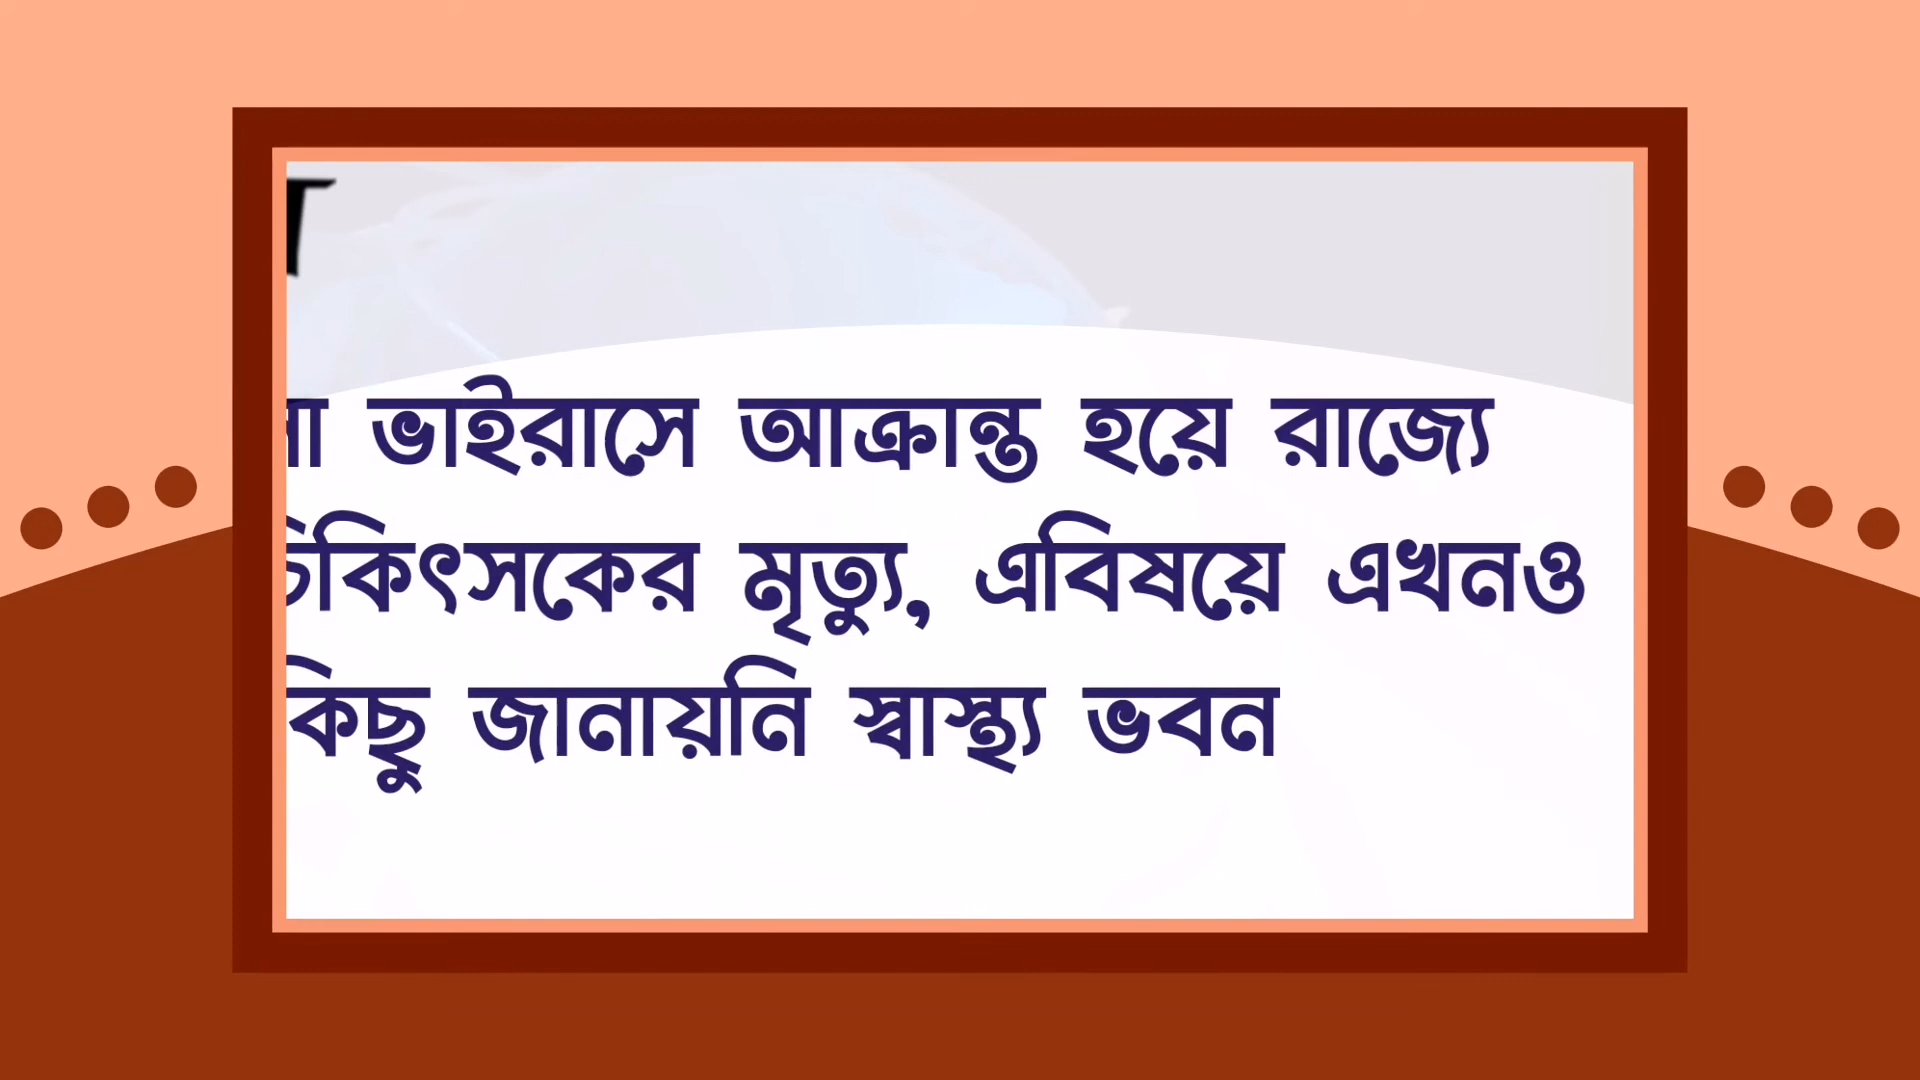 ভাইরাসে আক্রান্ত হয়ে রাজ্যে
চিকিৎসকের মৃত্যু, এবিষয়ে এখনও
কিছু জানায়নি স্বাস্থ্য ভবন